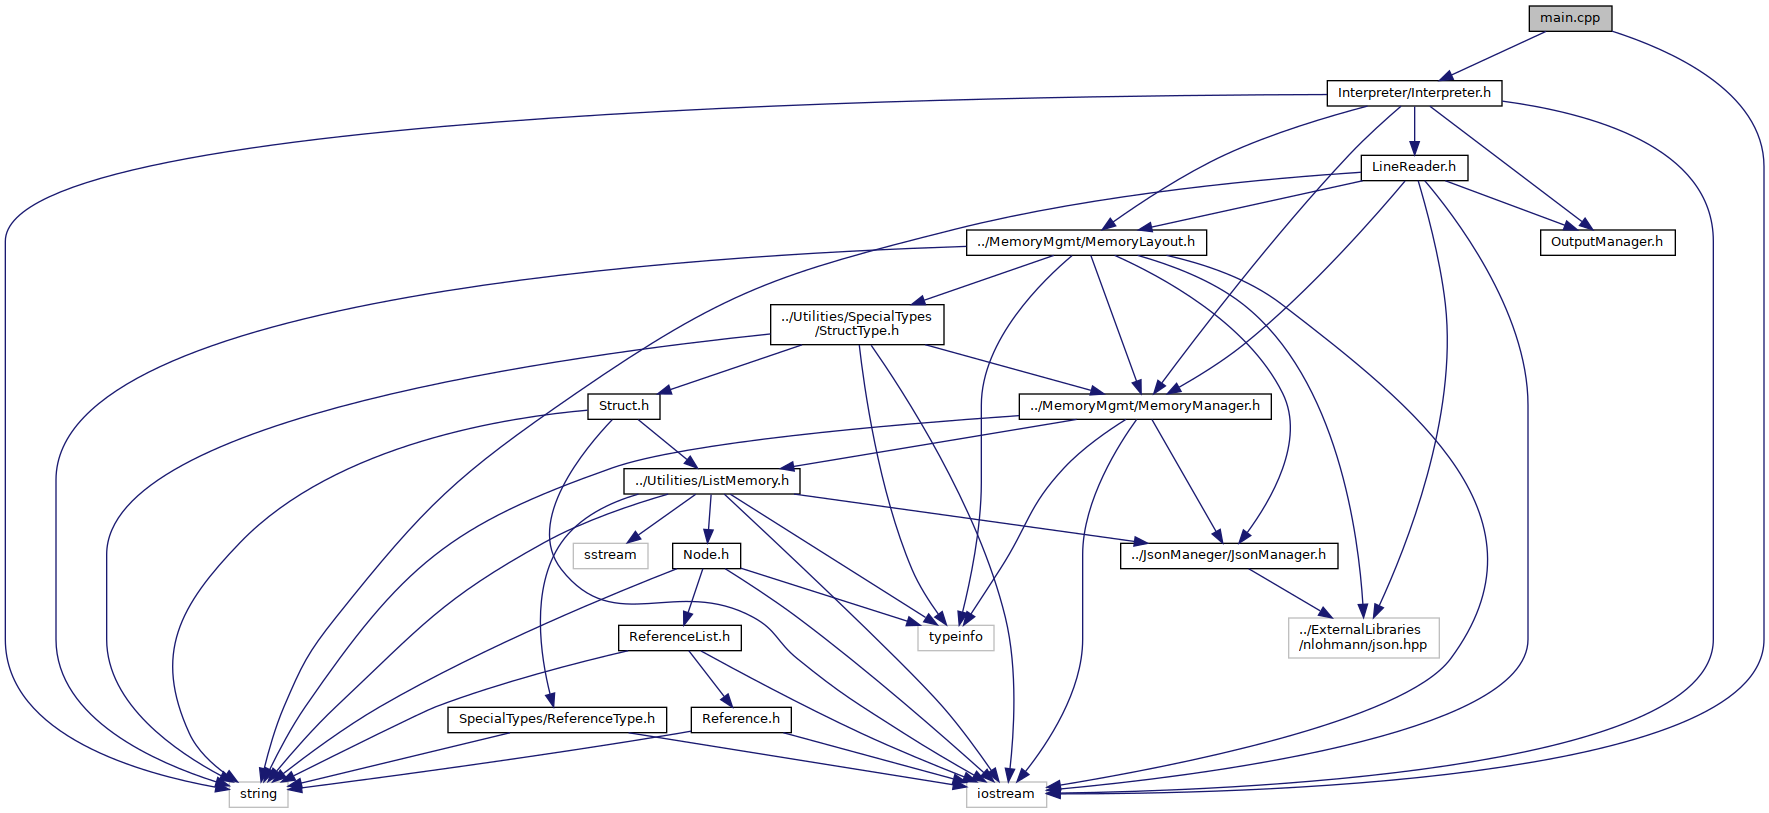 main.cpp
Interpreter/Interpreter.h
LineReader.h
../MemoryMgmt/MemoryLayout.h
OutputManager.h
../Utilities/SpecialTypes
/StructType.h
Struct.h
../MemoryMgmt/MemoryManager.h
../Utilities/ListMemory.h
sstream
Node.h
../JsonManeger/JsonManager.h
ReferenceList.h
typeinfo
../ExternalLibraries
/nlohmann/json.hpp
SpecialTypes/ReferenceType.h
Reference.h
string
iostream